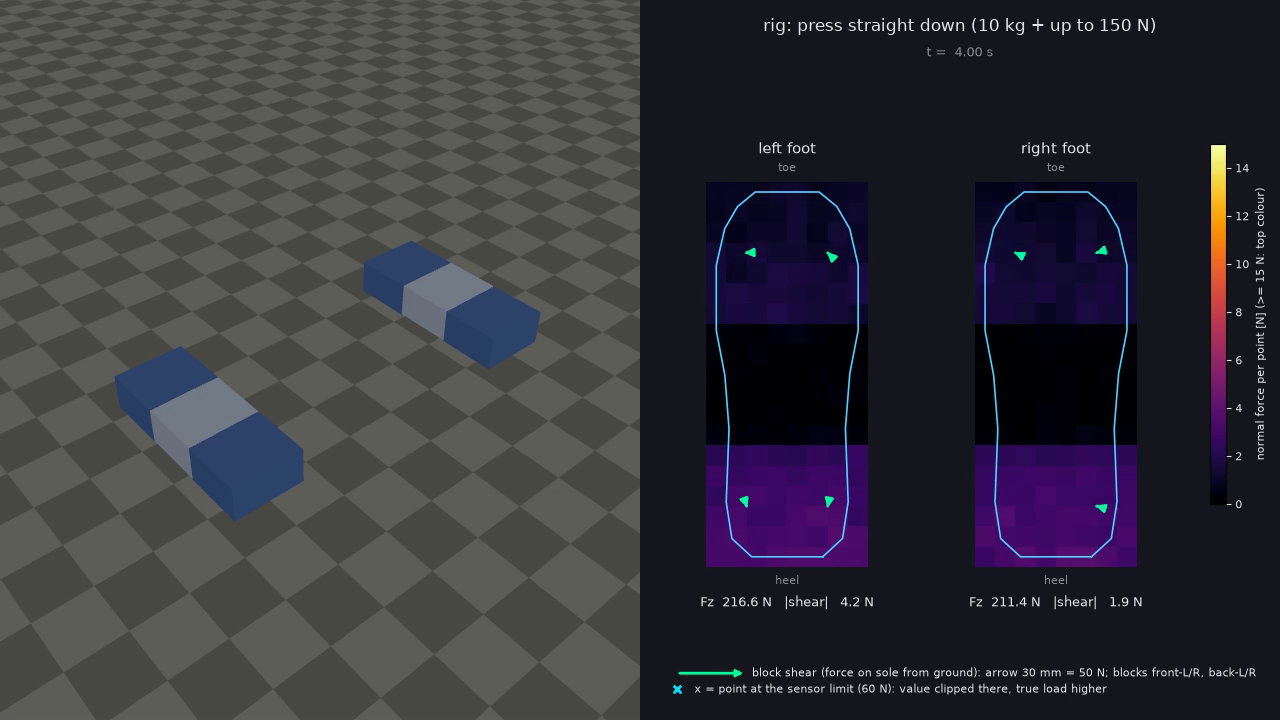 rig: press straight down (10 kg + up to 150 N)
t =  4.00 s
left foot
right foot
toe
toe
14
12
10
8
6
4
2
0
normal force per point [N] (>= 15 N: top colour)
heel
heel
Fz  216.6 N   |shear|   4.2 N
Fz  211.4 N   |shear|   1.9 N
block shear (force on sole from ground): arrow 30 mm = 50 N; blocks front-L/R, back-L/R
x = point at the sensor limit (60 N): value clipped there, true load higher